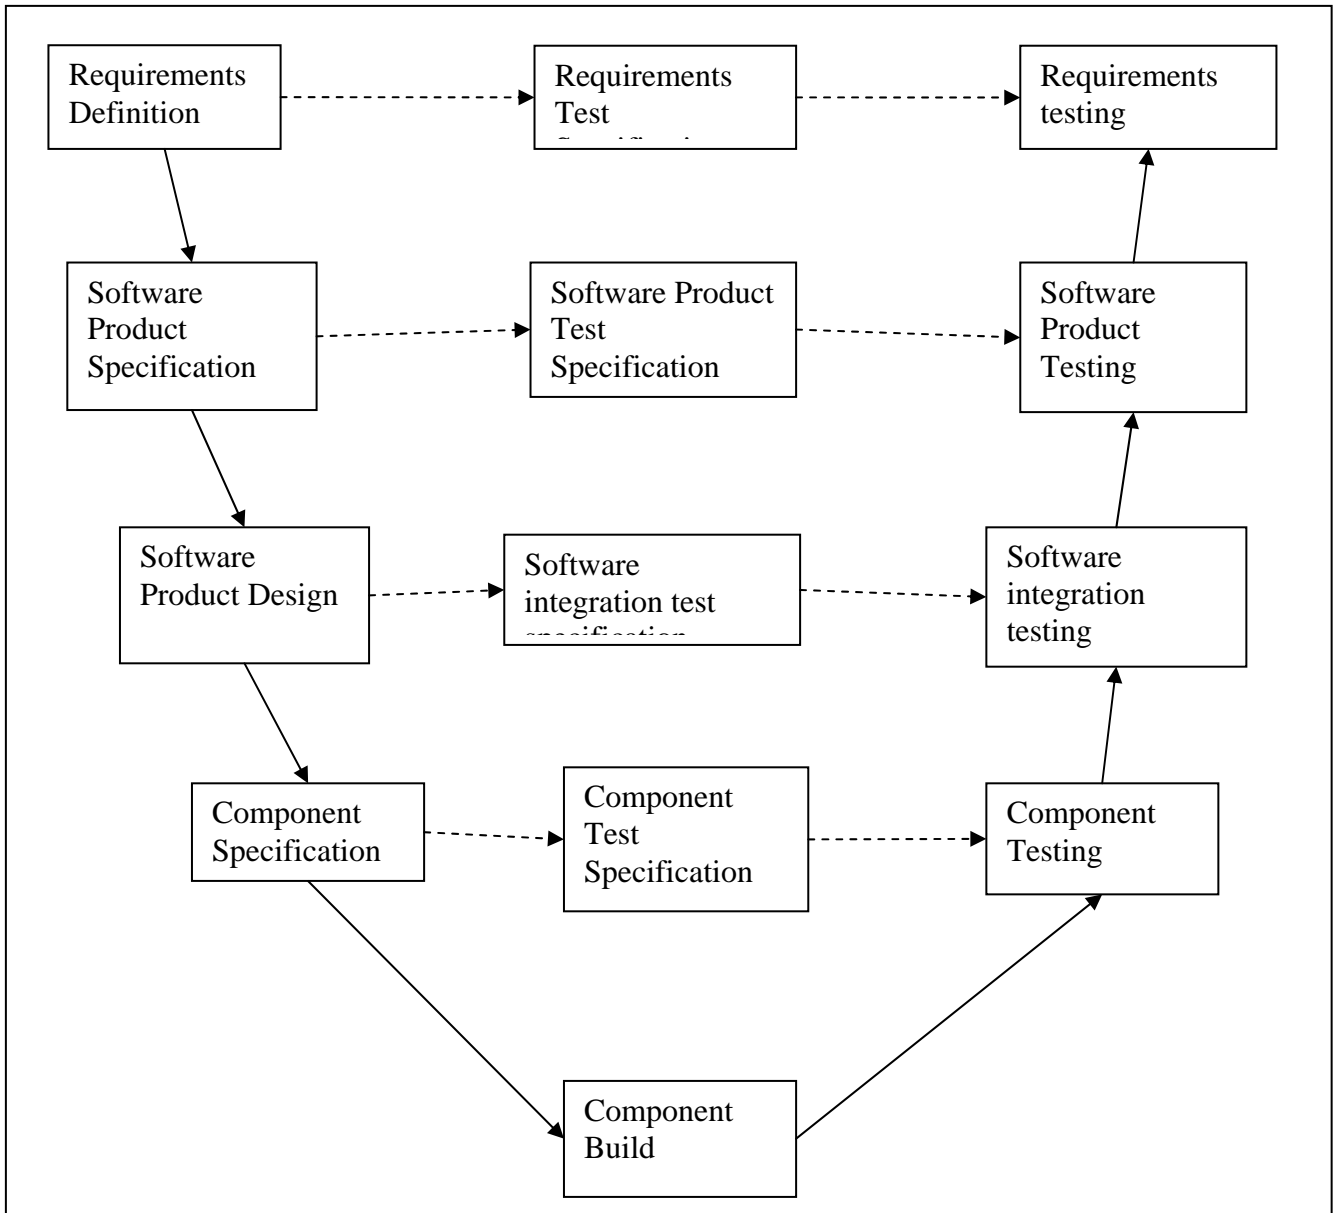 Requirements
Definition
Requirements
Test
Requirements
testing
Software
Product
Specification
Software Product
Test
Specification
Software
Product
Testing
Software
Product Design
Software
integration test
Software
integration
testing
Component
Specification
Component
Test
Specification
Component
Testing
Component
Build